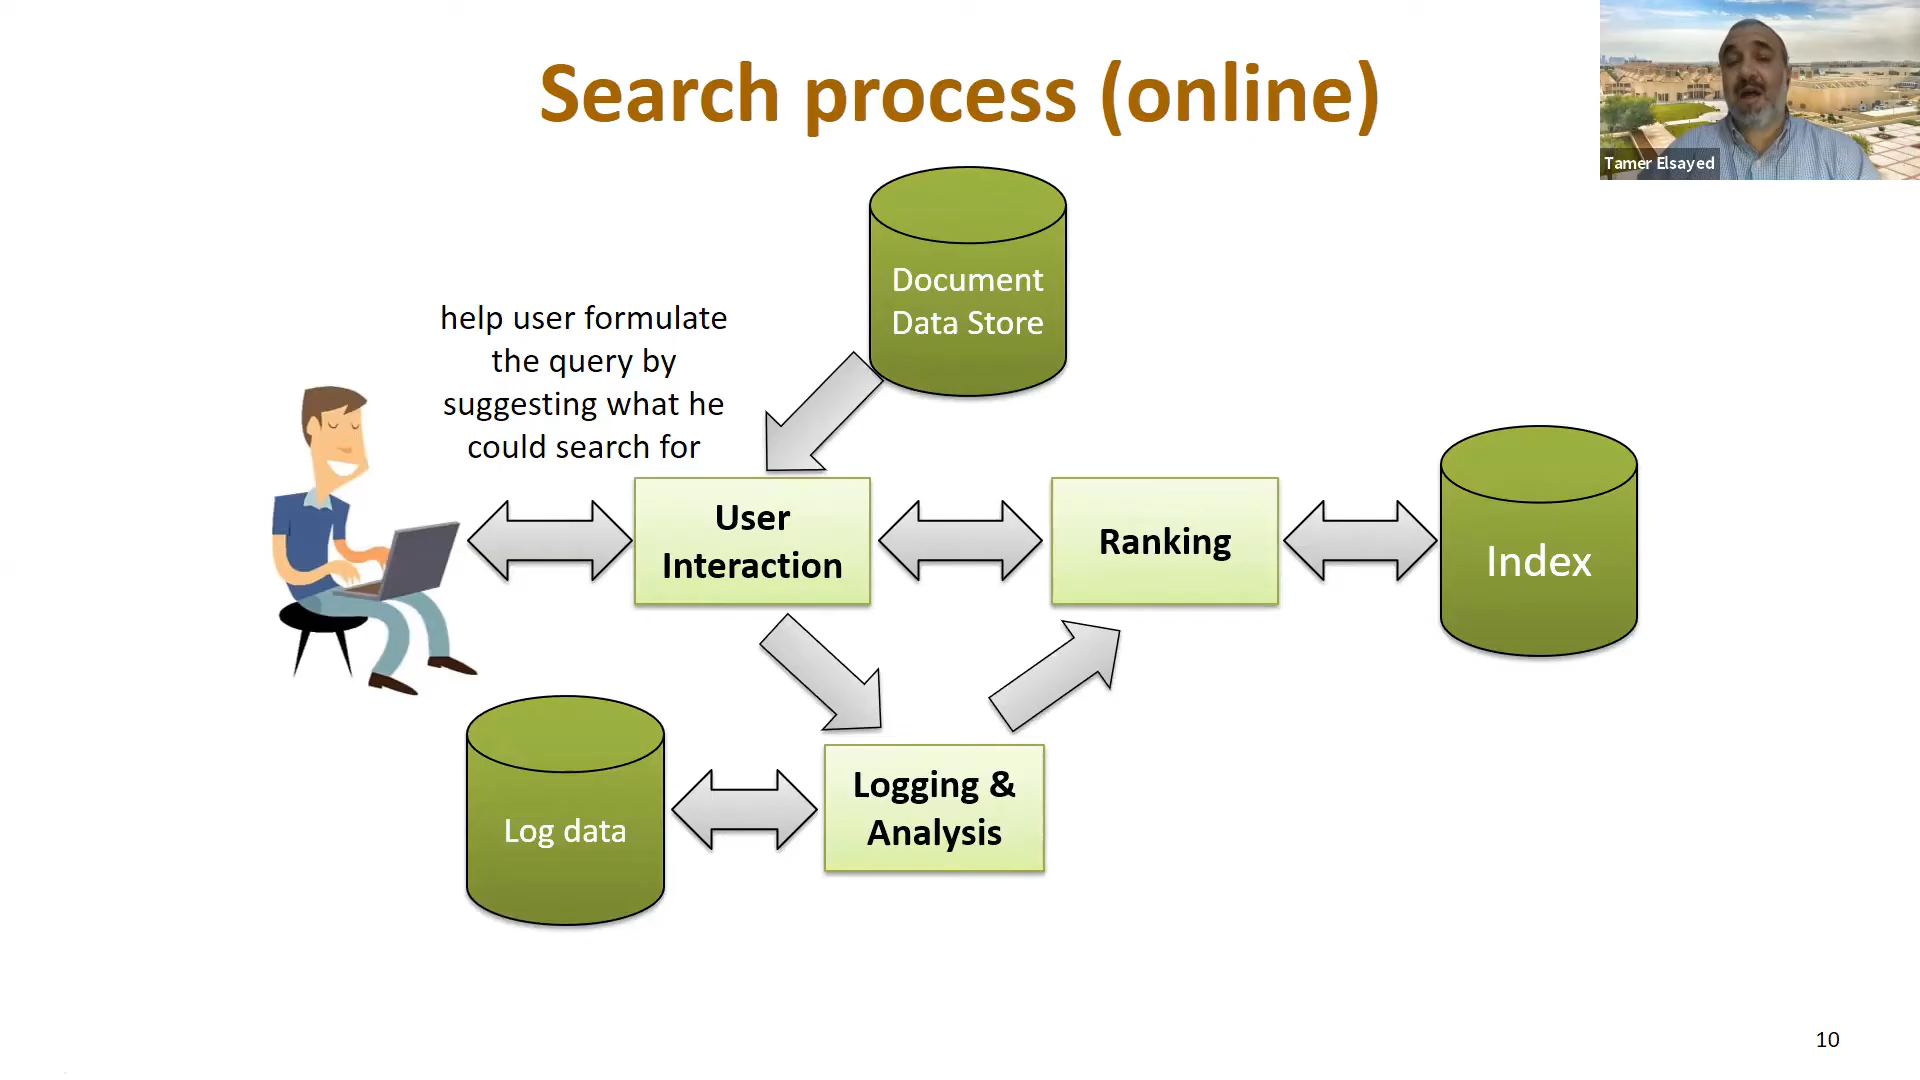 Search process (online)
Tamer Elsayed
Document
Data Store
help user formulate
the query by
suggesting what he
could search for
User
Interaction
Ranking
Index
Logging &
Analysis
Log data
10